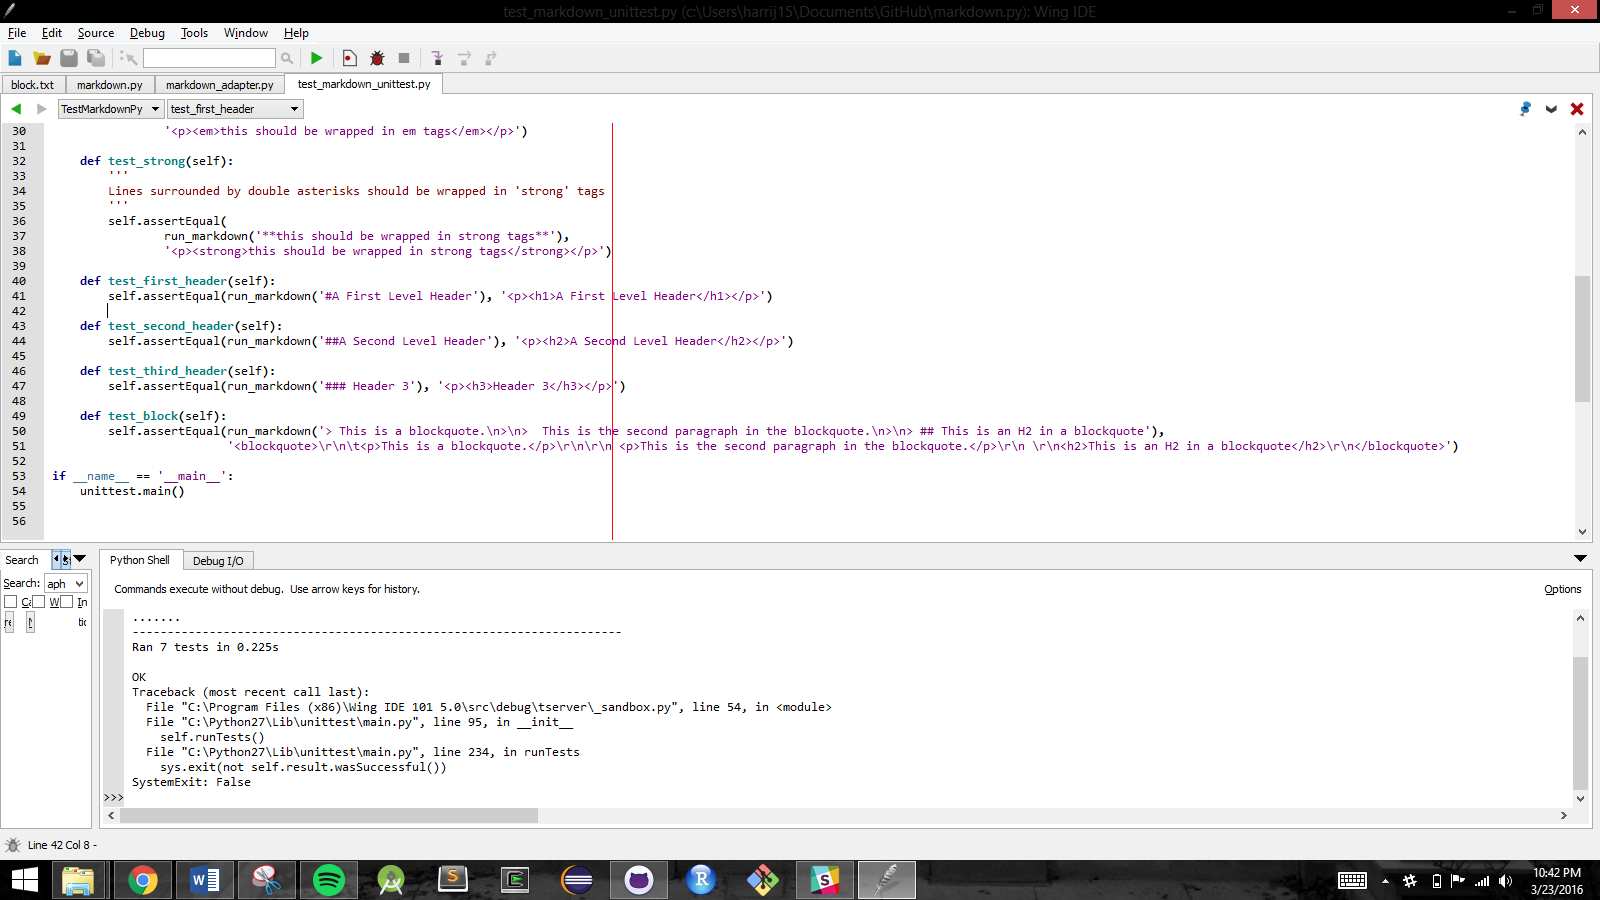 test_markdown_unittest.py (c:\Users\harrij15\Documents\GitHub\markdown.py): Wing IDE
File Edit Source Debug Tools Window Help
block.txt markdown.py markdown_adapter.py test_markdown_unittest.py
TestMarkdownPy test_first_header
30                 '<p><em>this should be wrapped in em tags</em></p>')
31
32     def test_strong(self):
33         '''
34         Lines surrounded by double asterisks should be wrapped in 'strong' tags
35         '''
36         self.assertEqual(
37                 run_markdown('**this should be wrapped in strong tags**'),
38                 '<p><strong>this should be wrapped in strong tags</strong></p>')
39
40     def test_first_header(self):
41         self.assertEqual(run_markdown('#A First Level Header'), '<p><h1>A First Level Header</h1></p>')
42
43     def test_second_header(self):
44         self.assertEqual(run_markdown('##A Second Level Header'), '<p><h2>A Second Level Header</h2></p>')
45
46     def test_third_header(self):
47         self.assertEqual(run_markdown('### Header 3'), '<p><h3>Header 3</h3></p>')
48
49     def test_block(self):
50         self.assertEqual(run_markdown('> This is a blockquote.\n>\n>  This is the second paragraph in the blockquote.\n>\n> ## This is an H2 in a blockquote'),
51                          '<blockquote>\r\n\t<p>This is a blockquote.</p>\r\n\r\n <p>This is the second paragraph in the blockquote.</p>\r\n \r\n<h2>This is an H2 in a blockquote</h2>\r\n</blockquote>')
52
53 if __name__ == '__main__':
54     unittest.main()
55
56
Search
Search: aph
Python Shell Debug I/O
Commands execute without debug.  Use arrow keys for history.
Options
.......
----------------------------------------------------------------------
Ran 7 tests in 0.225s
OK
Traceback (most recent call last):
  File "C:\Program Files (x86)\Wing IDE 101 5.0\src\debug\tserver\_sandbox.py", line 54, in <module>
  File "C:\Python27\Lib\unittest\main.py", line 95, in __init__
    self.runTests()
  File "C:\Python27\Lib\unittest\main.py", line 234, in runTests
    sys.exit(not self.result.wasSuccessful())
SystemExit: False
>>>
Line 42 Col 8 -
10:42 PM
3/23/2016